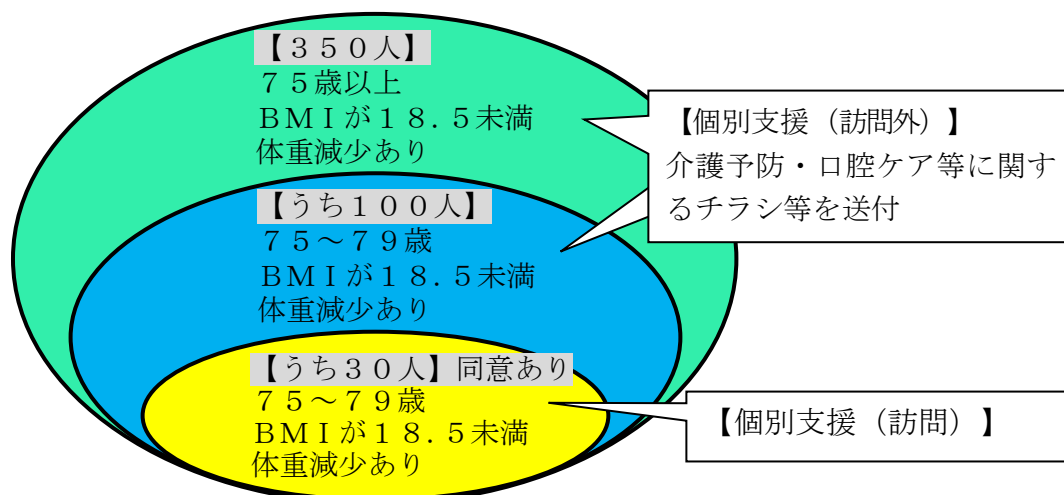 【３５０人】
７５歳以上
ＢＭＩが１８.５未満
体重減少あり
【個別支援（訪問外）】
介護予防・口腔ケア等に関す
るチラシ等を送付
【うち１００人】
７５～７９歳
ＢＭＩが１８.５未満
体重減少あり
【うち３０人】同意あり
７５～７９歳
ＢＭＩが１８.５未満
体重減少あり
【個別支援（訪問）】